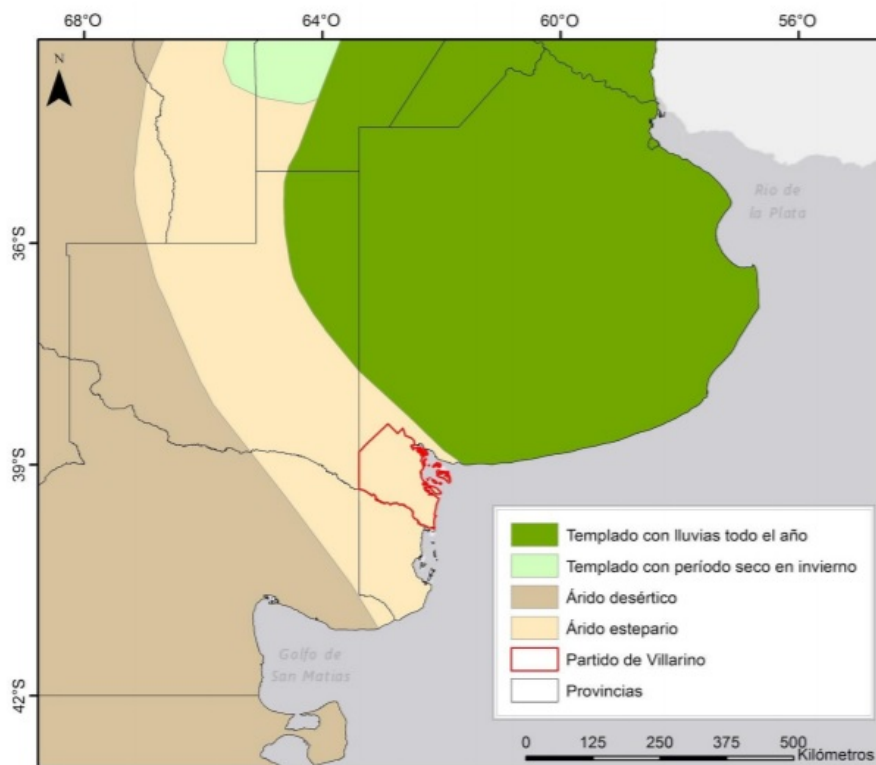 68°O 64°O 60°O 56°O
N
Rio de
la Plata
36°S
39°S
Templado con lluvias todo el año
Templado con período seco en invierno
Árido desértico
Árido estepario
Partido de Villarino
Provincias
Golfo de
San Matias
42°S
0 125 250 375 500
Kilómetros